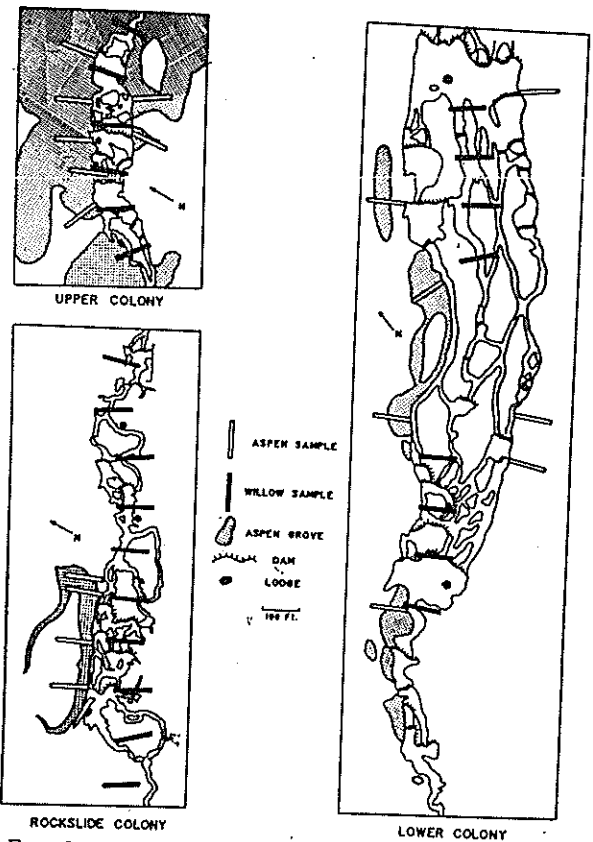 UPPER COLONY
N
N
N
ASPEN SAMPLE
WILLOW SAMPLE
ASPEN GROVE
DAM
LODGE
100 FT.
ROCKSLIDE COLONY
LOWER COLONY